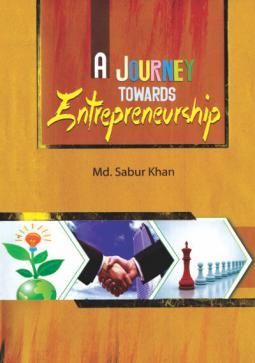 A JOURNEY
TOWARDS
Entrepreneurship
Md. Sabur Khan